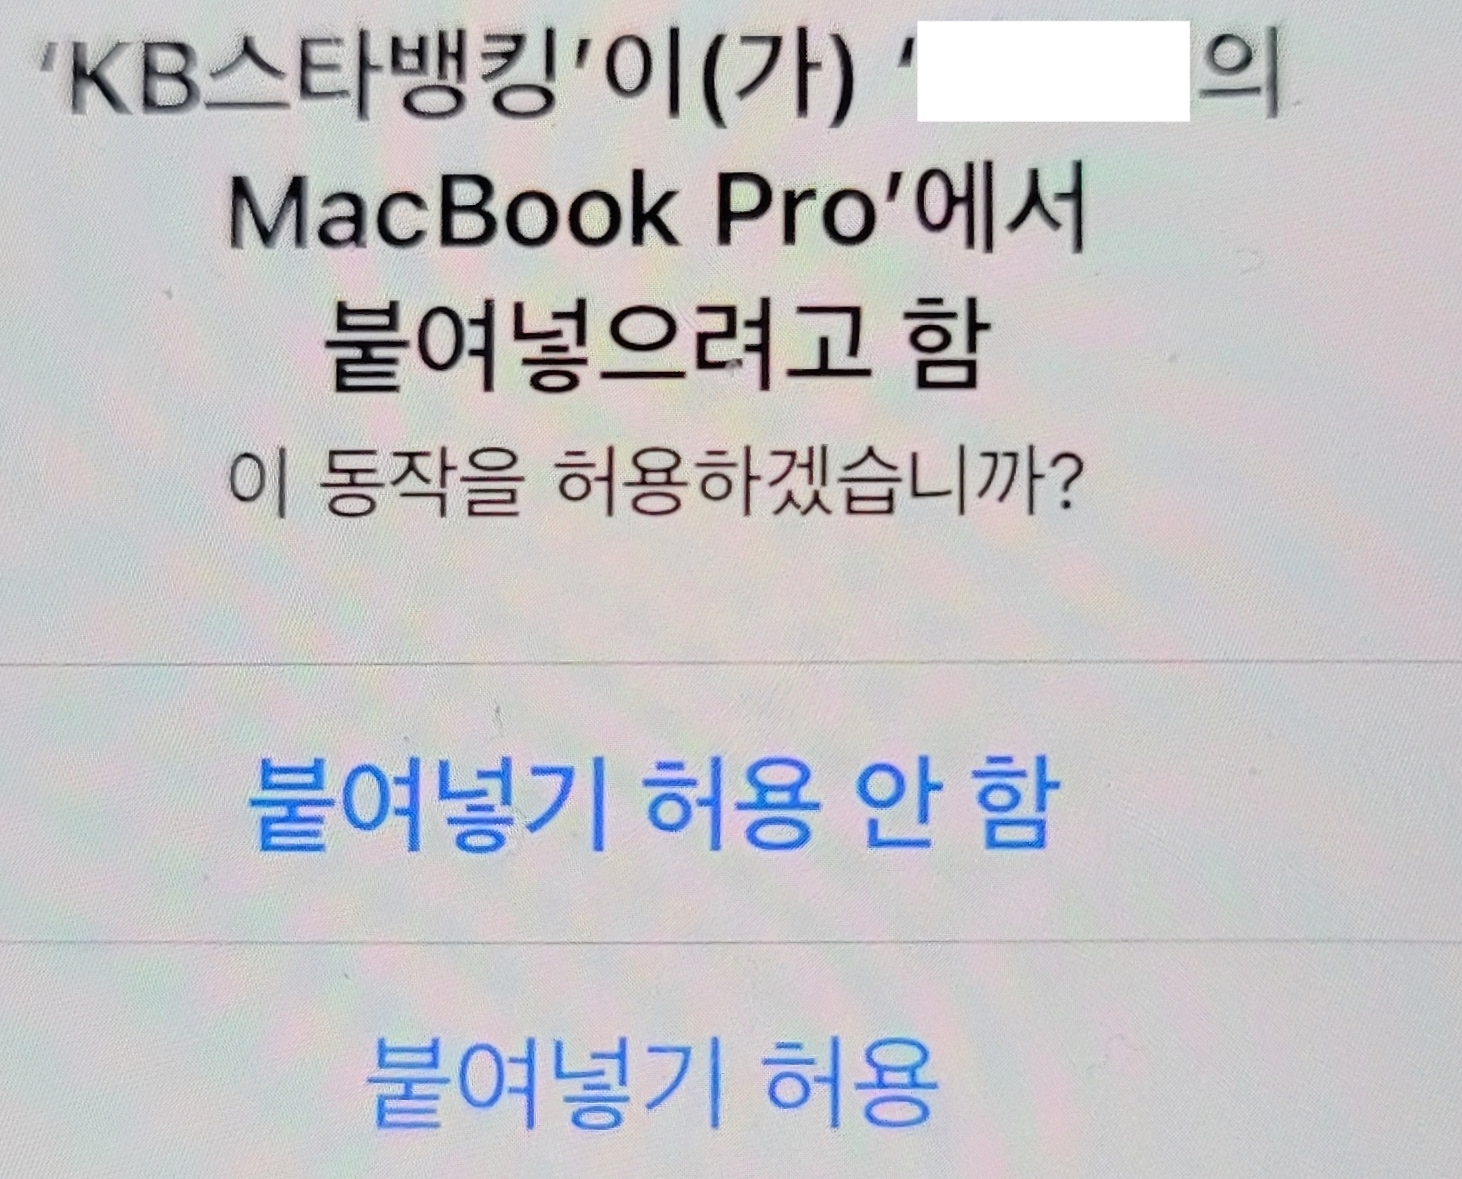 'KB스타뱅킹'이(가) '의
MacBook Pro'에서
붙여넣으려고 함
이 동작을 허용하겠습니까?
붙여넣기 허용 안 함
붙여넣기 허용